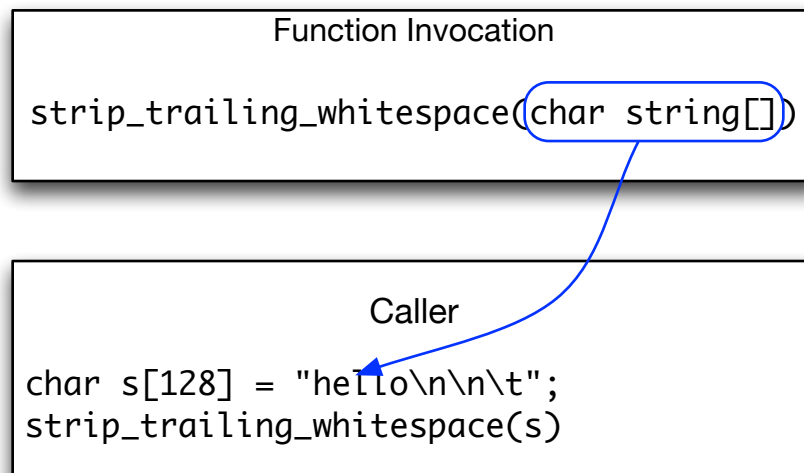 Function Invocation
strip_trailing_whitespace(char string[])
Caller
char s[128] = "hello\n\n\t";
strip_trailing_whitespace(s)